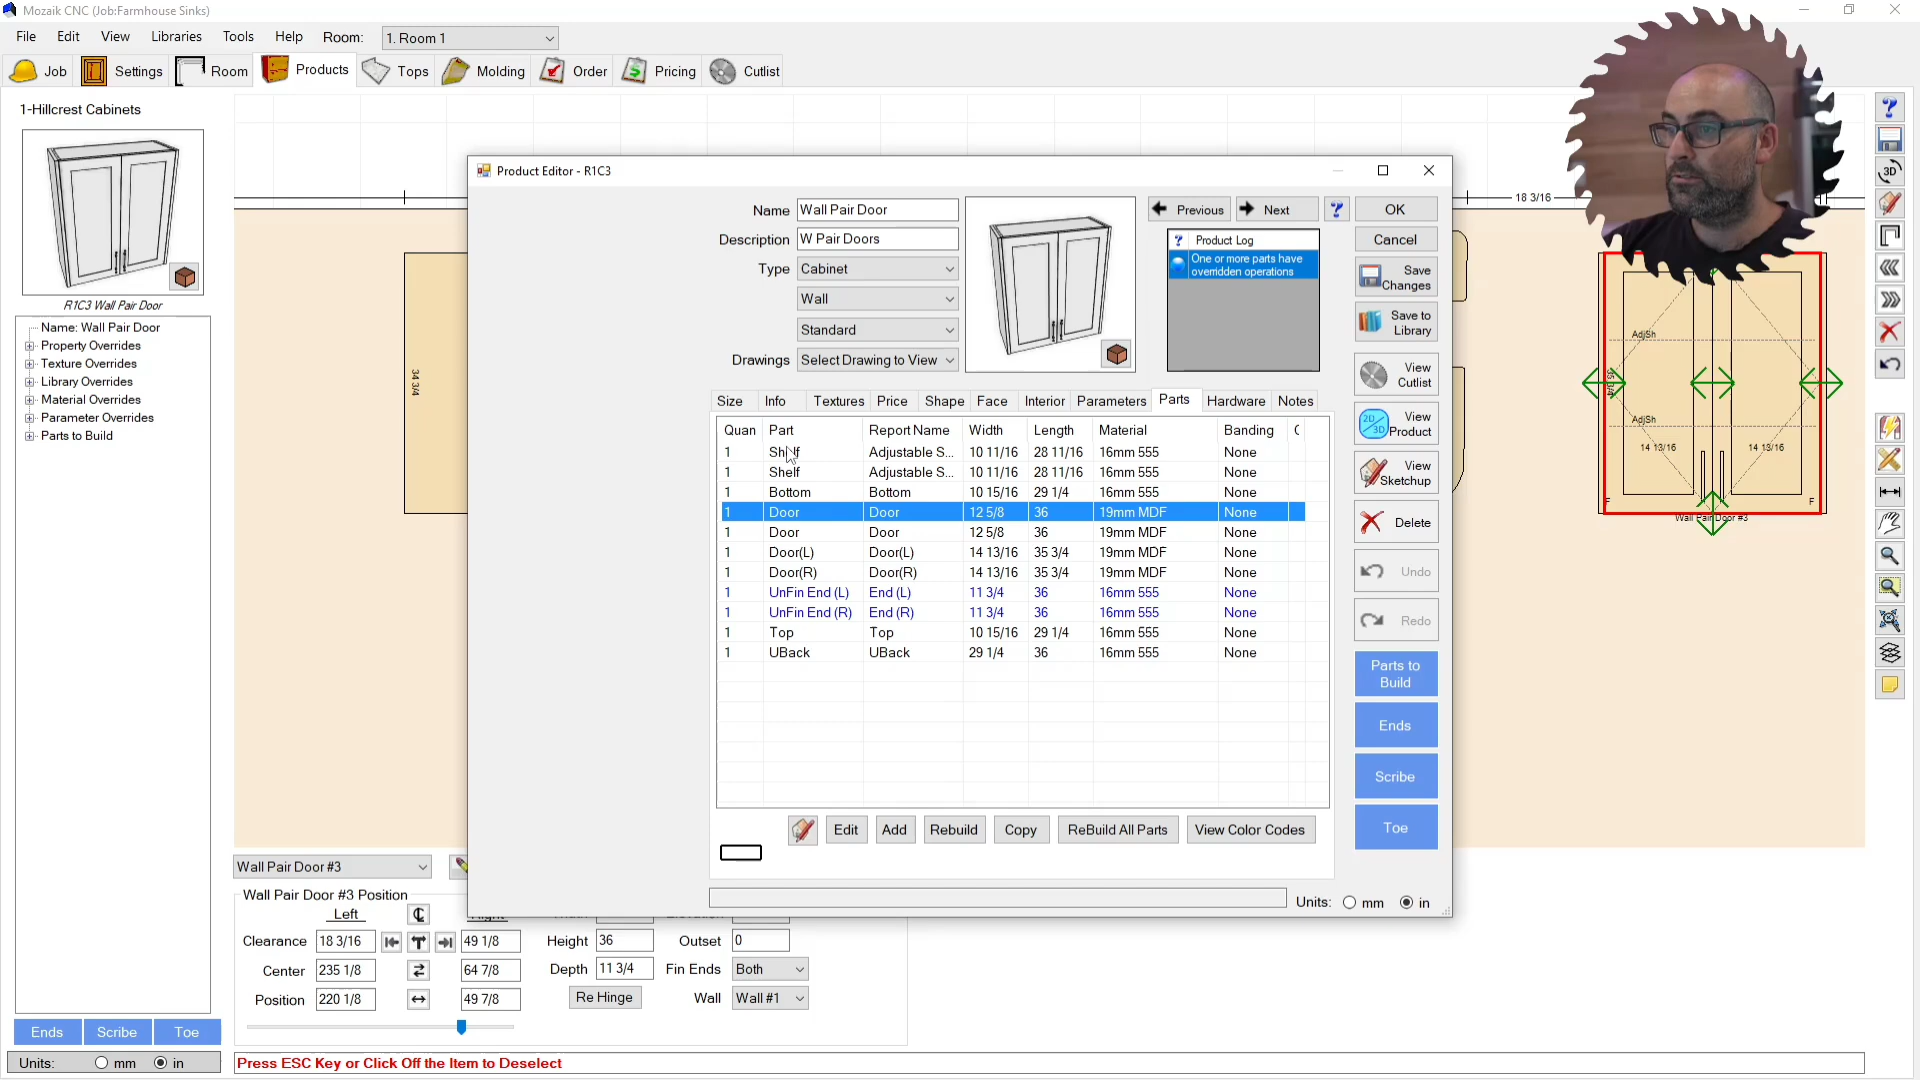 Mozaik CNC (Job:Farmhouse Sinks)
File Edit View Libraries Tools Help Room: 1. Room 1
Job Settings Room Products Tops Molding Order Pricing Cutlist
1-Hillcrest Cabinets
R1C3 Wall Pair Door
Name: Wall Pair Door
Property Overrides
Texture Overrides
Library Overrides
Material Overrides
Parameter Overrides
Parts to Build
Ends Scribe Toe
Units: mm in
34 3/4
18 3/16
Product Editor - R1C3
Name Wall Pair Door
Description W Pair Doors
Type Cabinet
Wall
Standard
Drawings Select Drawing to View
Previous Next
Product Log
One or more parts have
overridden operations
OK
Cancel
Save
Changes
Save to
Library
View
Cutlist
2D/3D
View
Product
View
Sketchup
Delete
Undo
Redo
Parts to
Build
Ends
Scribe
Toe
Size Info Textures Price Shape Face Interior Parameters Parts Hardware Notes
Quan Part Report Name Width Length Material Banding
1 Shelf Adjustable S... 10 11/16 28 11/16 16mm 555 None
1 Shelf Adjustable S... 10 11/16 28 11/16 16mm 555 None
1 Bottom Bottom 10 15/16 29 1/4 16mm 555 None
1 Door Door 12 5/8 36 19mm MDF None
1 Door Door 12 5/8 36 19mm MDF None
1 Door(L) Door(L) 14 13/16 35 3/4 19mm MDF None
1 Door(R) Door(R) 14 13/16 35 3/4 19mm MDF None
1 UnFin End (L) End (L) 11 3/4 36 16mm 555 None
1 UnFin End (R) End (R) 11 3/4 36 16mm 555 None
1 Top Top 10 15/16 29 1/4 16mm 555 None
1 UBack UBack 29 1/4 36 16mm 555 None
Edit Add Rebuild Copy ReBuild All Parts View Color Codes
Units: mm in
AdjSh
AdjSh
14 13/16 14 13/16
F F
Wall Pair Door #3
3D
Wall Pair Door #3
Wall Pair Door #3 Position
Left
Clearance 18 3/16 49 1/8 Height 36 Outset 0
Center 235 1/8 64 7/8 Depth 11 3/4 Fin Ends Both
Position 220 1/8 49 7/8 Re Hinge Wall Wall #1
Press ESC Key or Click Off the Item to Deselect